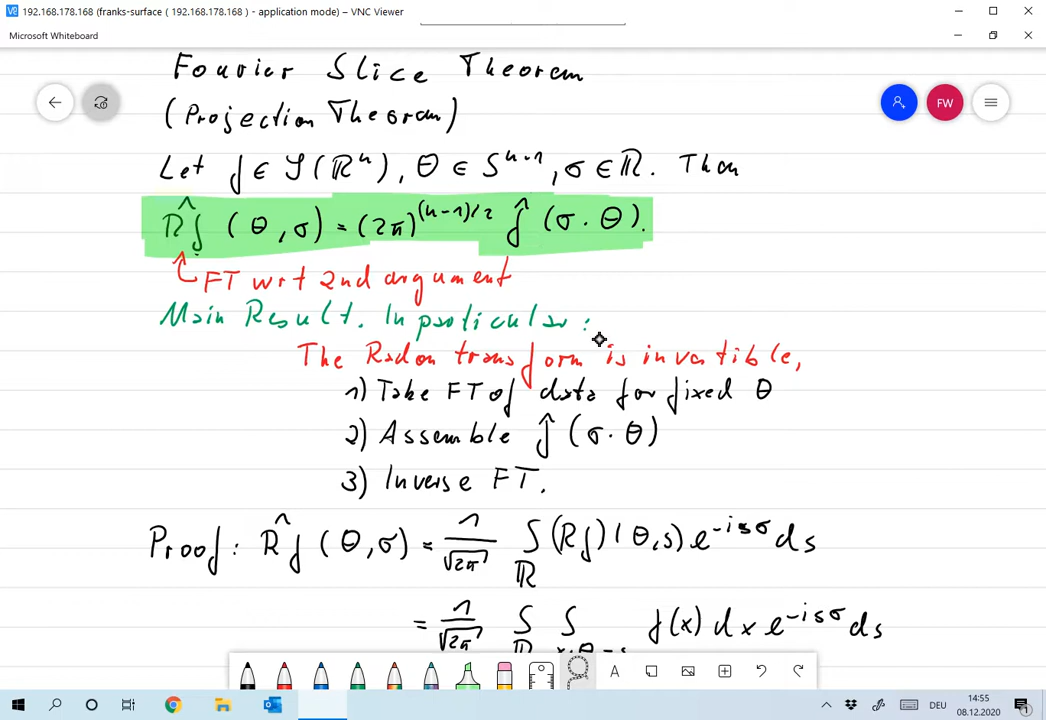 192.168.178.168 (franks-surface ( 192.168.178.168 ) - application mode) – VNC Viewer
Microsoft Whiteboard
Fourier Slice Theorem
(Projection Theorem)
FW
Let f ∈ S(ℝⁿ), θ ∈ Sⁿ⁻¹, σ ∈ ℝ. Then
R̂f (θ, σ) = (2π)^((n-1)/2) f̂ (σ · θ).
FT wrt 2nd argument
Main Result. In particular:
The Radon transform is invertible,
1) Take FT of data for fixed θ
2) Assemble f̂ (σ · θ)
3) Inverse FT.
Proof: R̂f (θ, σ) = 1/√2π ∫_ℝ (Rf)(θ,s) e^(-isσ) ds
= 1/√2π ∫_ℝ ∫_x·θ=s f(x) dx e^(-isσ) ds
A
DEU
14:55
08.12.2020
1